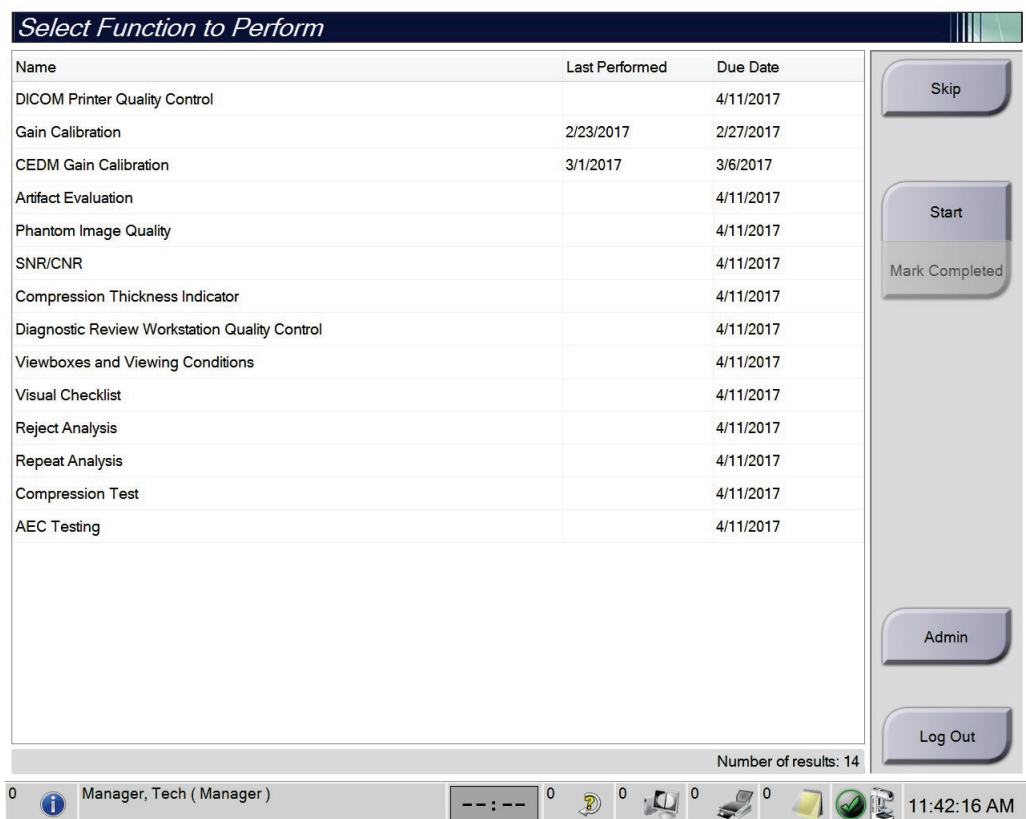 Select Function to Perform
Name Last Performed Due Date
DICOM Printer Quality Control 4/11/2017
Gain Calibration 2/23/2017 2/27/2017
CEDM Gain Calibration 3/1/2017 3/6/2017
Artifact Evaluation 4/11/2017
Phantom Image Quality 4/11/2017
SNR/CNR 4/11/2017
Compression Thickness Indicator 4/11/2017
Diagnostic Review Workstation Quality Control 4/11/2017
Viewboxes and Viewing Conditions 4/11/2017
Visual Checklist 4/11/2017
Reject Analysis 4/11/2017
Repeat Analysis 4/11/2017
Compression Test 4/11/2017
AEC Testing 4/11/2017
Number of results: 14
Skip
Start
Mark Completed
Admin
Log Out
0 Manager, Tech ( Manager ) --:-- 0 0 0 0 11:42:16 AM